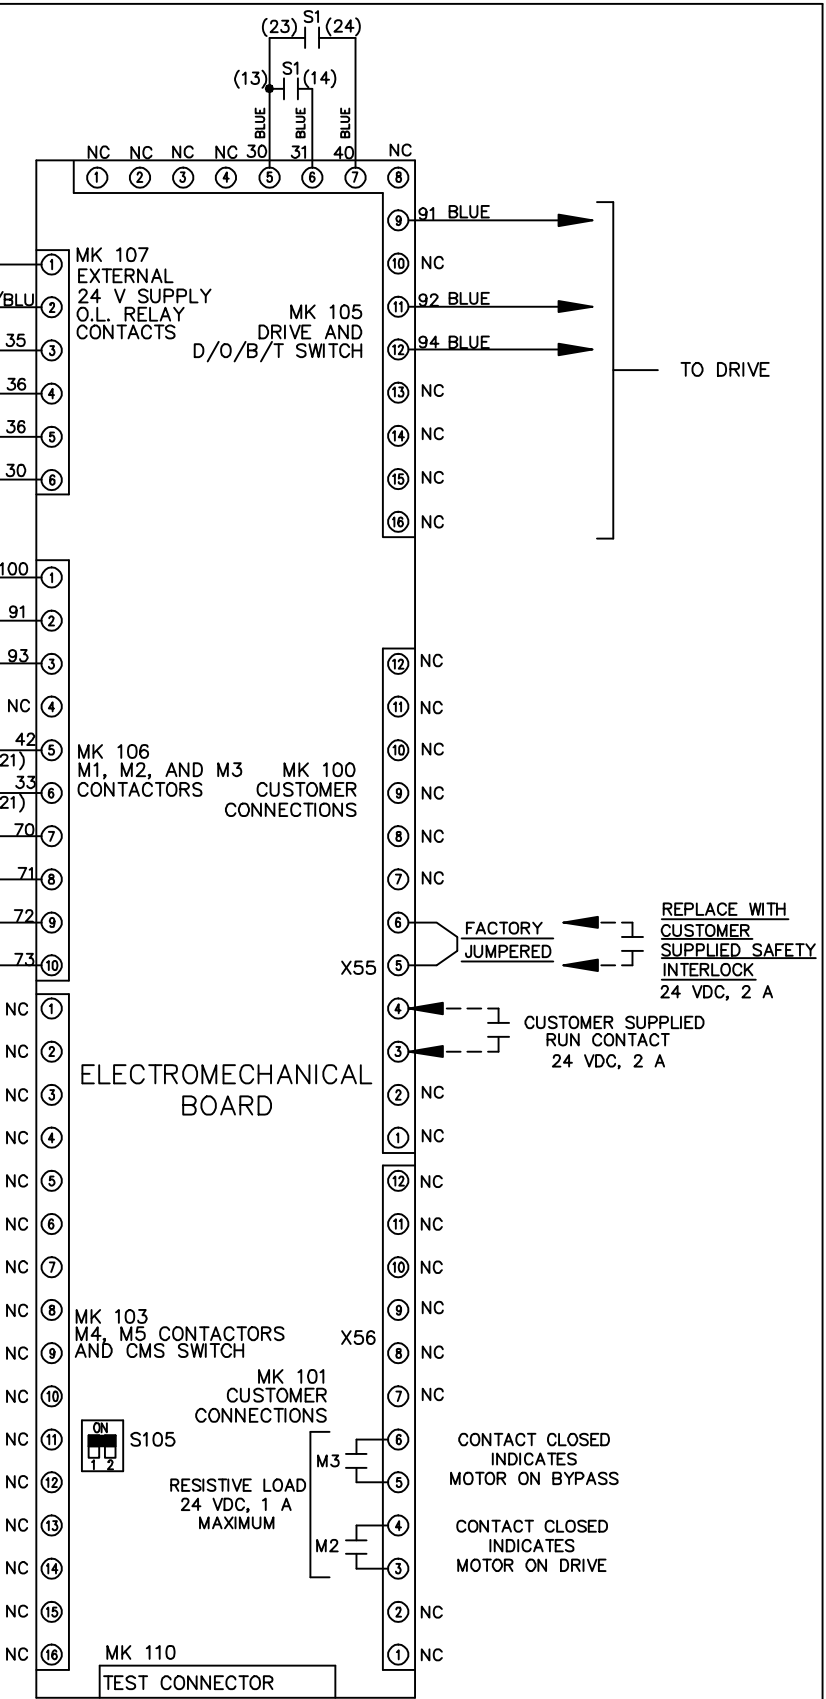 (23) S1 (24)
(13) S1 (14)
BLUE BLUE BLUE
NC NC NC NC 30 31 40 NC
1 2 3 4 5 6 7 8
9 91 BLUE
10 NC
11 92 BLUE
12 94 BLUE
13 NC
14 NC
15 NC
16 NC
TO DRIVE
1
/BLU 2
35 3
36 4
36 5
30 6
MK 107
EXTERNAL
24 V SUPPLY
O.L. RELAY
CONTACTS
MK 105
DRIVE AND
D/O/B/T SWITCH
100 1
91 2
93 3
NC 4
42 5
21)
33 6
21)
70 7
71 8
72 9
73 10
MK 106
M1, M2, AND M3
CONTACTORS
MK 100
CUSTOMER
CONNECTIONS
12 NC
11 NC
10 NC
9 NC
8 NC
7 NC
6
X55 5
4
3
2 NC
1 NC
FACTORY
JUMPERED
REPLACE WITH
CUSTOMER
SUPPLIED SAFETY
INTERLOCK
24 VDC, 2 A
CUSTOMER SUPPLIED
RUN CONTACT
24 VDC, 2 A
ELECTROMECHANICAL
BOARD
NC 1
NC 2
NC 3
NC 4
NC 5
NC 6
NC 7
NC 8
NC 9
NC 10
NC 11
NC 12
NC 13
NC 14
NC 15
NC 16
MK 103
M4, M5 CONTACTORS
AND CMS SWITCH
ON
1 2
S105
X56
MK 101
CUSTOMER
CONNECTIONS
12 NC
11 NC
10 NC
9 NC
8 NC
7 NC
6
5
4
3
2 NC
1 NC
M3
M2
RESISTIVE LOAD
24 VDC, 1 A
MAXIMUM
CONTACT CLOSED
INDICATES
MOTOR ON BYPASS
CONTACT CLOSED
INDICATES
MOTOR ON DRIVE
MK 110
TEST CONNECTOR